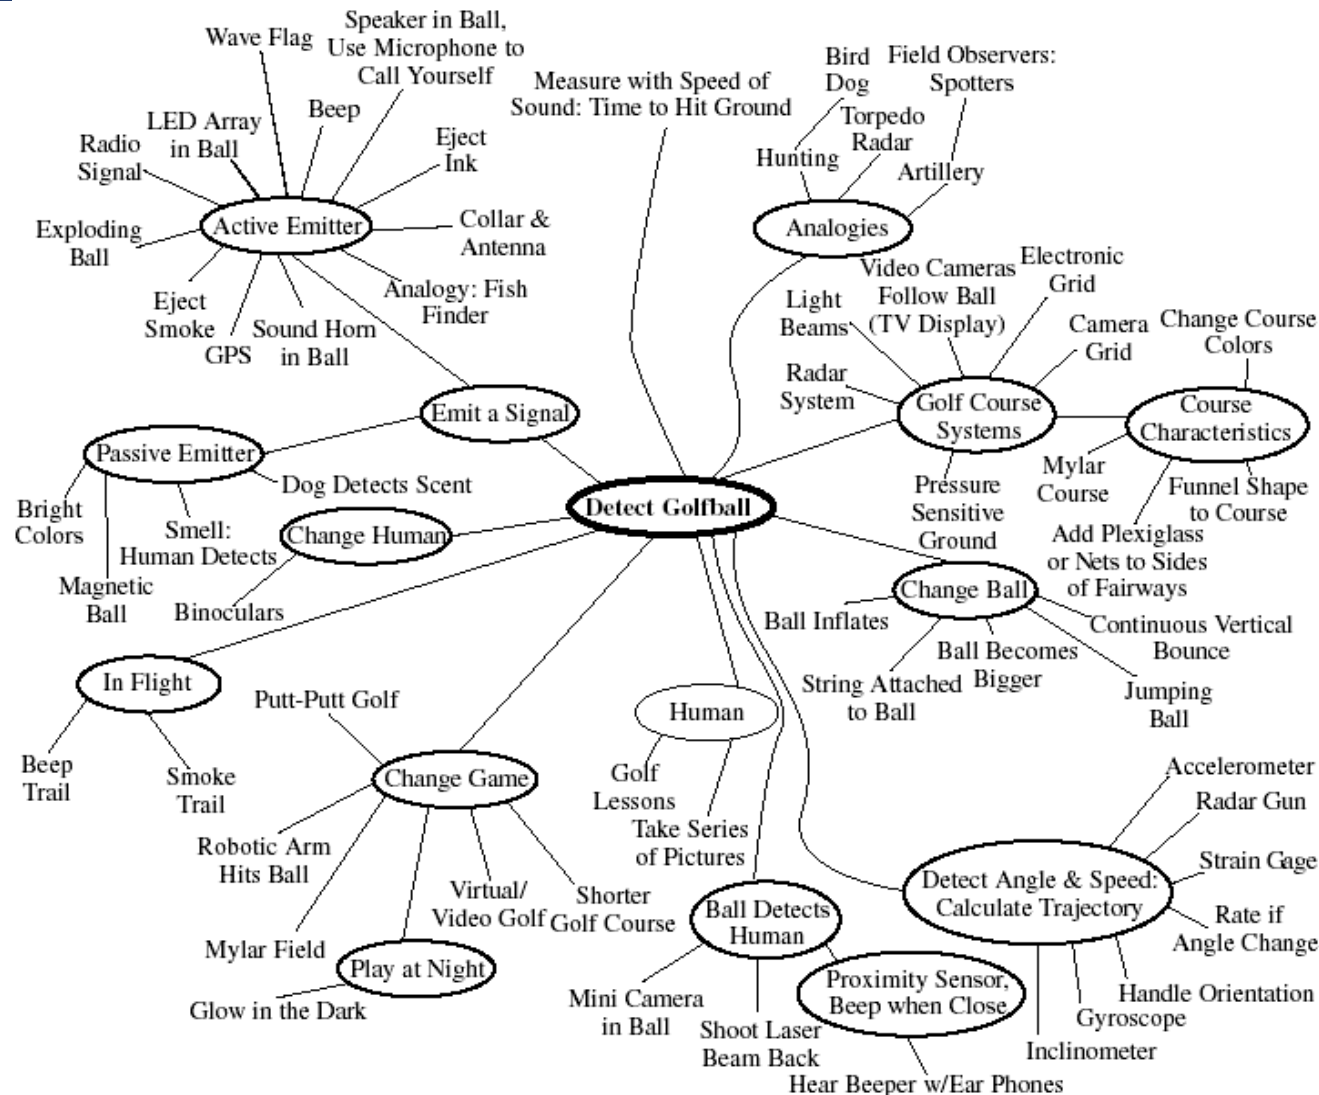 Wave Flag
Speaker in Ball,
Use Microphone to
Call Yourself
Beep
LED Array
in Ball
Radio
Signal
Eject
Ink
Active Emitter
Exploding
Ball
Collar &
Antenna
Eject
Smoke
GPS
Sound Horn
in Ball
Analogy: Fish
Finder
Measure with Speed of
Sound: Time to Hit Ground
Bird
Dog
Field Observers:
Spotters
Torpedo
Radar
Hunting
Artillery
Analogies
Video Cameras
Follow Ball
(TV Display)
Electronic
Grid
Light
Beams
Camera
Grid
Change Course
Colors
Radar
System
Golf Course
Systems
Course
Characteristics
Mylar
Course
Funnel Shape
to Course
Pressure
Sensitive
Ground
Add Plexiglass
or Nets to Sides
of Fairways
Emit a Signal
Passive Emitter
Dog Detects Scent
Bright
Colors
Smell:
Human Detects
Magnetic
Ball
Detect Golfball
Change Human
Binoculars
Change Ball
Ball Inflates
Continuous Vertical
Bounce
Ball Becomes
Bigger
String Attached
to Ball
Jumping
Ball
In Flight
Beep
Trail
Smoke
Trail
Putt-Putt Golf
Change Game
Robotic Arm
Hits Ball
Virtual/
Video Golf
Shorter
Golf Course
Mylar Field
Play at Night
Glow in the Dark
Human
Golf
Lessons
Take Series
of Pictures
Ball Detects
Human
Mini Camera
in Ball
Shoot Laser
Beam Back
Proximity Sensor,
Beep when Close
Hear Beeper w/Ear Phones
Accelerometer
Radar Gun
Detect Angle & Speed:
Calculate Trajectory
Strain Gage
Rate if
Angle Change
Handle Orientation
Gyroscope
Inclinometer